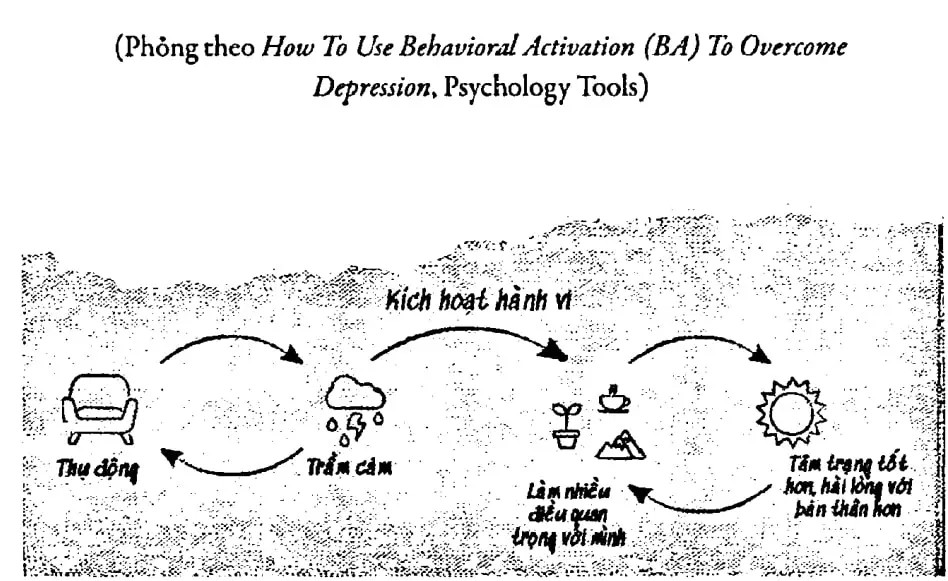 (Phỏng theo How To Use Behavioral Activation (BA) To Overcome
Depression, Psychology Tools)
Kích hoạt hành vi
Thụ động
Trầm cảm
Làm nhiều
điều quan
trọng với mình
Tâm trạng tốt
hơn, hài lòng với
bản thân hơn